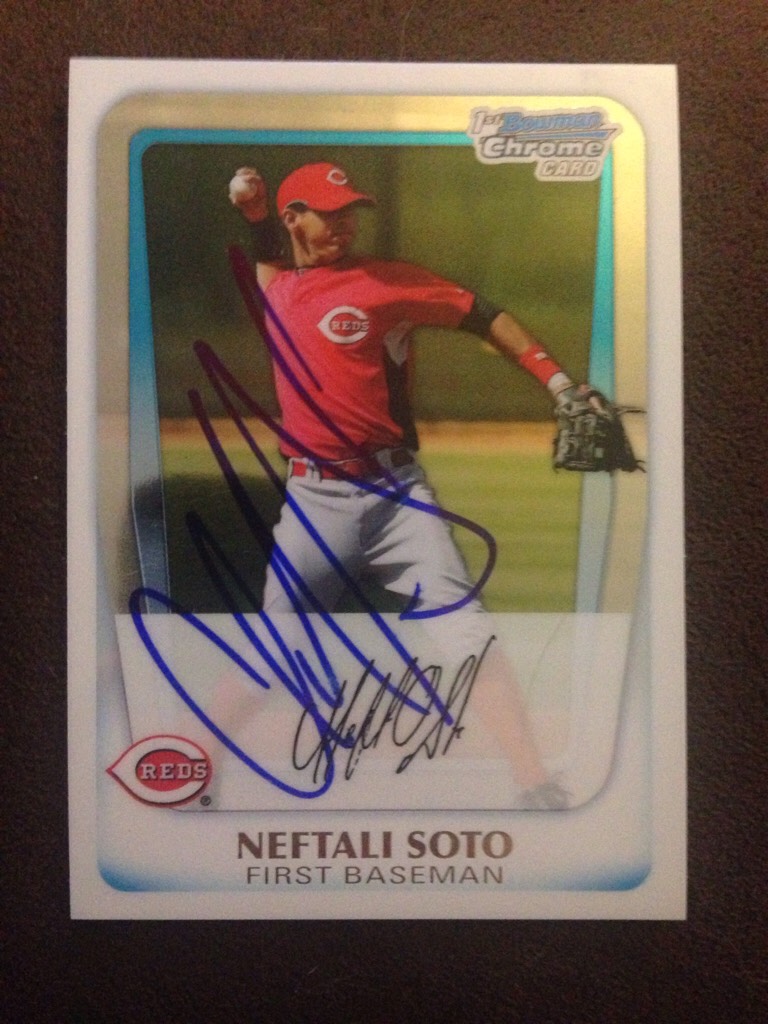 1st Bowman
Chrome
CARD
C
REDS
REDS
®
NEFTALI SOTO
FIRST BASEMAN